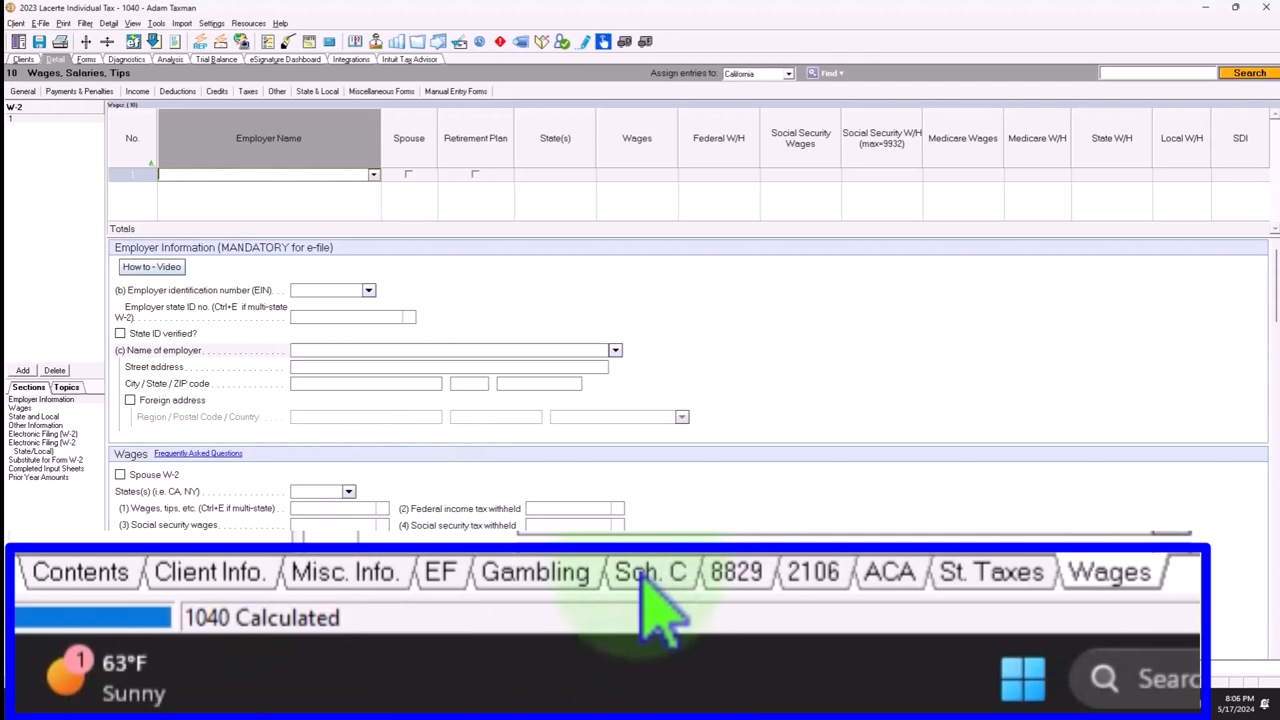 2023 Lacerte Individual Tax - 1040 - Adam Taxman
Client E-File Print Filter Detail View Tools Import Settings Resources Help
Clients Detail Forms Diagnostics Analysis Trial Balance eSignature Dashboard Integrations Intuit Tax Advisor
10 Wages, Salaries, Tips Assign entries to: California Find Search
General Payments & Penalties Income Deductions Credits Taxes Other State & Local Miscellaneous Forms Manual Entry Forms
W-2
1
Wages (10)
No. Employer Name Spouse Retirement Plan State(s) Wages Federal W/H Social Security Wages Social Security W/H (max=9932) Medicare Wages Medicare W/H State W/H Local W/H SDI
1
Totals
Employer Information (MANDATORY for e-file)
How to - Video
(b) Employer identification number (EIN)
Employer state ID no. (Ctrl+E if multi-state
W-2)
State ID verified?
(c) Name of employer
Street address
City / State / ZIP code
Foreign address
Region / Postal Code / Country
Wages Frequently Asked Questions
Spouse W-2
States(s) (i.e. CA, NY)
(1) Wages, tips, etc. (Ctrl+E if multi-state) (2) Federal income tax withheld
(3) Social security wages (4) Social security tax withheld
Add Delete
Sections Topics
Employer Information
Wages
State and Local
Other Information
Electronic Filing (W-2)
Electronic Filing (W-2
State/Local)
Substitute for Form W-2
Completed Input Sheets
Prior Year Amounts
Contents Client Info. Misc. Info. EF Gambling Sch. C 8829 2106 ACA St. Taxes Wages
1040 Calculated
1
63°F
Sunny
Searc
8:06 PM
5/17/2024